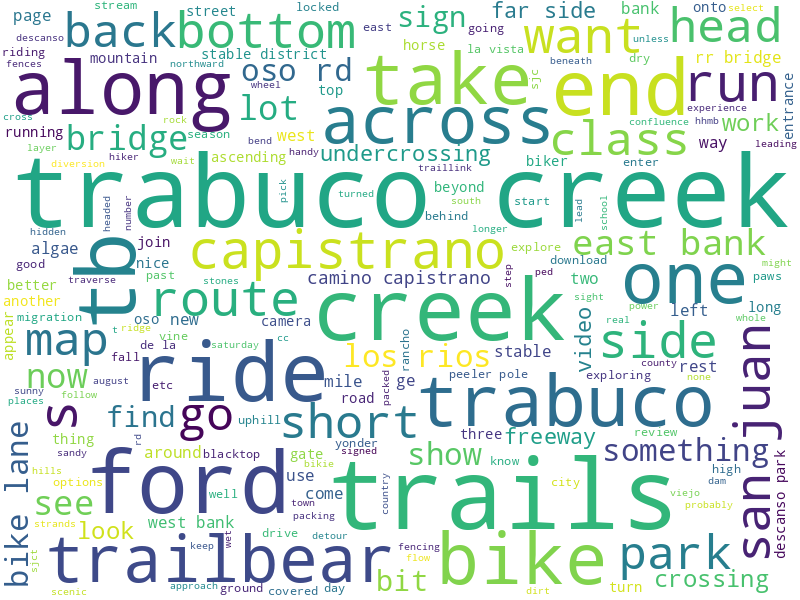 stream
locked
page
street
sign
far side
bank
onto
select
descanso
east
going
back
bottom
want
head
riding
fences
mountain
stable district
horse
la vista
unless
dry
northward
beneath
along
oso rd
take
end
run
rr bridge
entrance
wheel
top
sjc
experience
cross
rock
lot
across
confluence
hhmb
running
season
west
bend
handy
class
work
leading
layer
bridge
ascending
undercrossing
way
diversion
hiker
wait
traillink
biker
enter
trabuco creek
pick
turned
south
beyond
start
lead
school
headed
number
longer
behind
hidden
tb
capistrano
explore
east bank
algae
join
good
traverse
nice
past
camino capistrano
step
ped
download
might
better
another
stones
route
creek
two
sight
paws
one
migration
oso new
camera
power
whole
appear
map
t
ridge
vine
cc
left
long
de la
saturday
rancho
video
real
side
fall
los rios
stable
county
now
ride
august
etc
mile
ge
peeler pole
exploring
rest
none
sunny
places
follow
road
packed
trabuco
s
find
go
uphill
short
juan
rd
signed
three
freeway
review
something
thing
sandy
around
blacktop
gate
yonder
show
know
bike lane
hills
see
options
ford
bikie
use
well
come
country
trails
city
high
dam
viejo
descanso park
strands
look
west bank
town
packing
probably
san
wet
drive
detour
fencing
flow
sjct
keep
trailbear
bike
park
crossing
scenic
approach
ground
covered
day
bit
dirt
turn